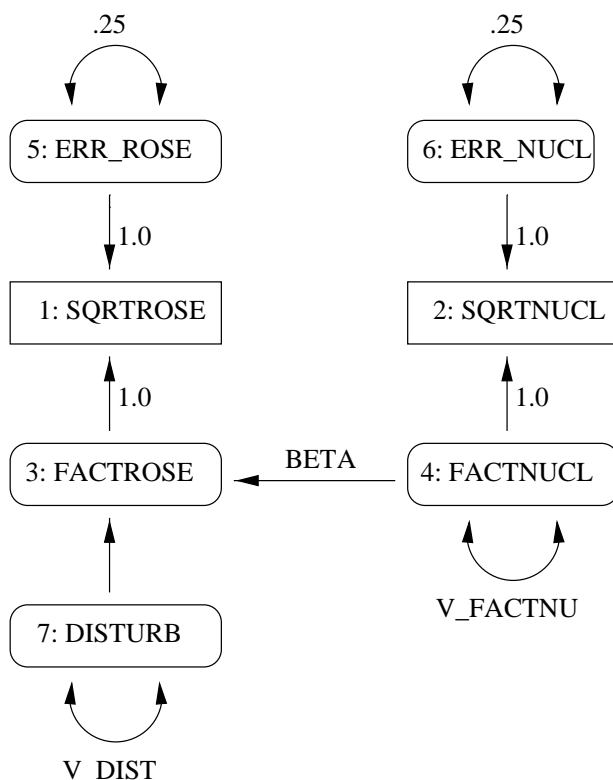 .25
.25
5: ERR_ROSE
6: ERR_NUCL
1.0
1.0
1: SQRTROSE
2: SQRTNUCL
1.0
1.0
BETA
3: FACTROSE
4: FACTNUCL
V_FACTNU
7: DISTURB
V_DIST